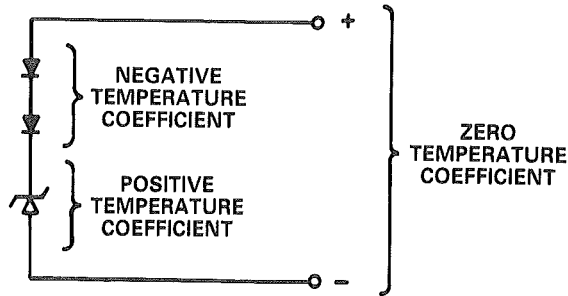 +
NEGATIVE
TEMPERATURE
COEFFICIENT
POSITIVE
TEMPERATURE
COEFFICIENT
–
ZERO
TEMPERATURE
COEFFICIENT